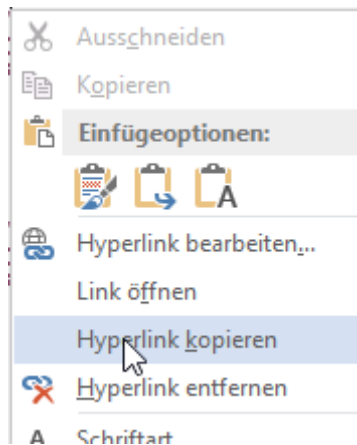 Ausschneiden
Kopieren
Einfügeoptionen:
Hyperlink bearbeiten...
Link öffnen
Hyperlink kopieren
Hyperlink entfernen
A Schriftart